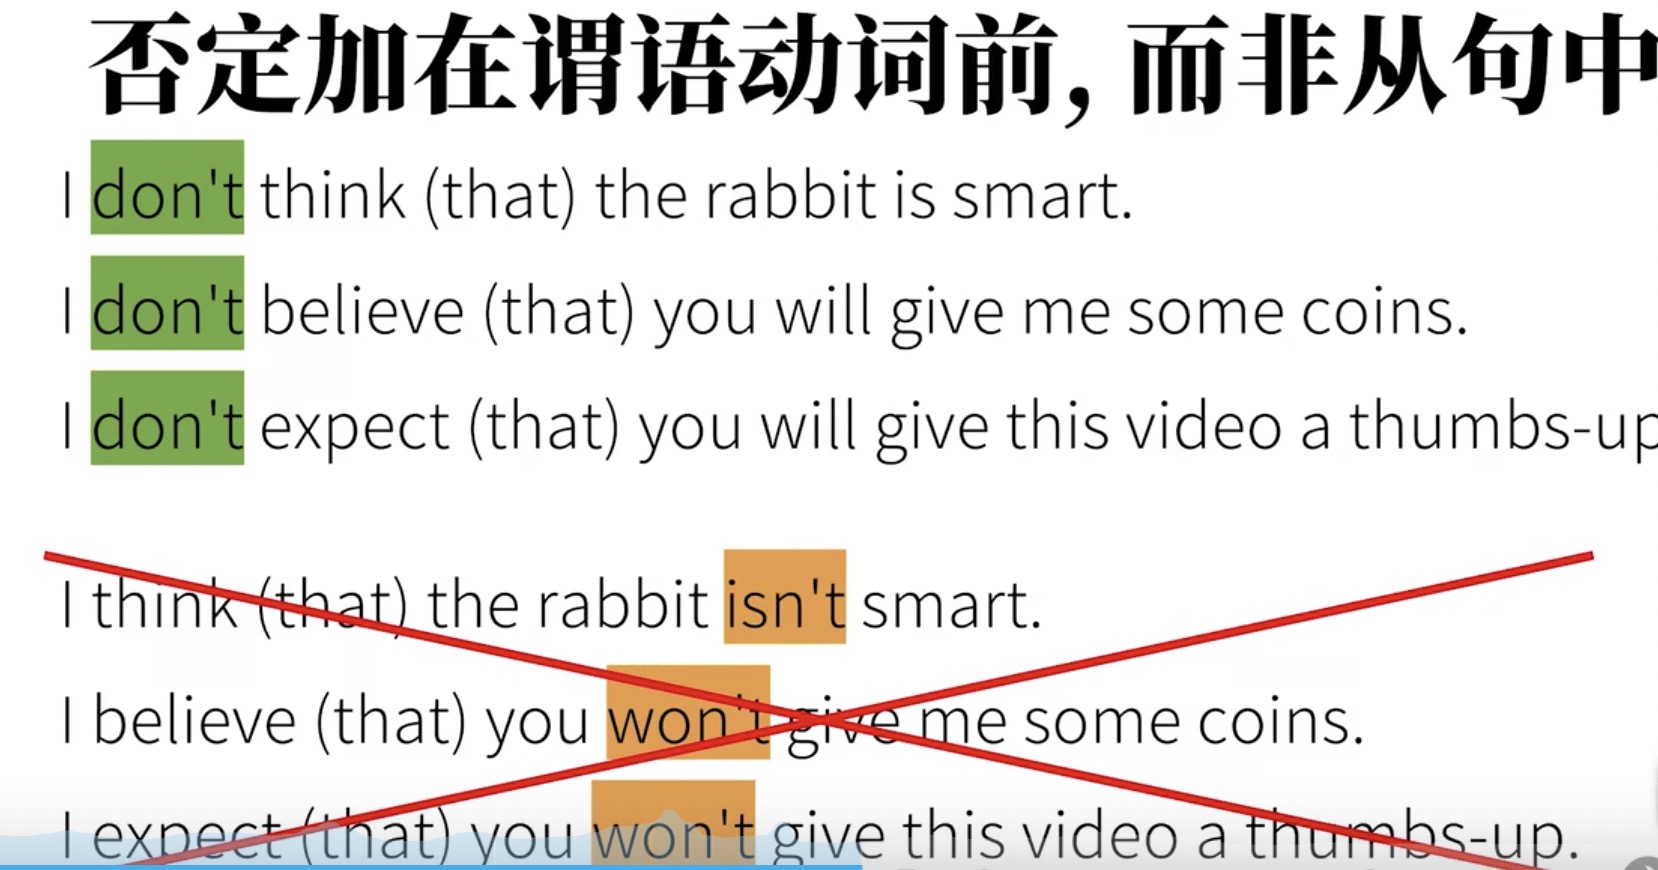 否定加在谓语动词前，而非从句中
I don't think (that) the rabbit is smart.
I don't believe (that) you will give me some coins.
I don't expect (that) you will give this video a thumbs-up
I think (that) the rabbit isn't smart.
I believe (that) you won't give me some coins.
I expect (that) you won't give this video a thumbs-up.